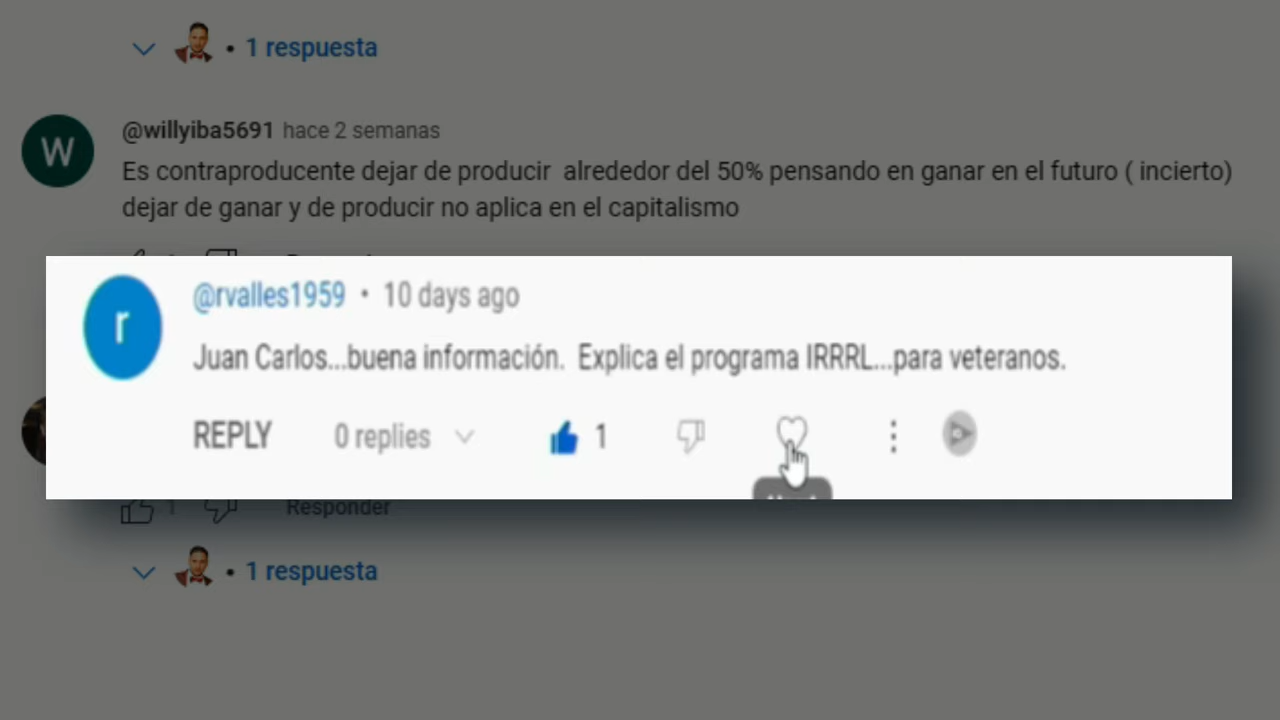 • 1 respuesta
@willyiba5691 hace 2 semanas
W
Es contraproducente dejar de producir alrededor del 50% pensando en ganar en el futuro ( incierto)
dejar de ganar y de producir no aplica en el capitalismo
@rvalles1959 • 10 days ago
r
Juan Carlos...buena información. Explica el programa IRRRL...para veteranos.
REPLY 0 replies 1
1 Responder
• 1 respuesta